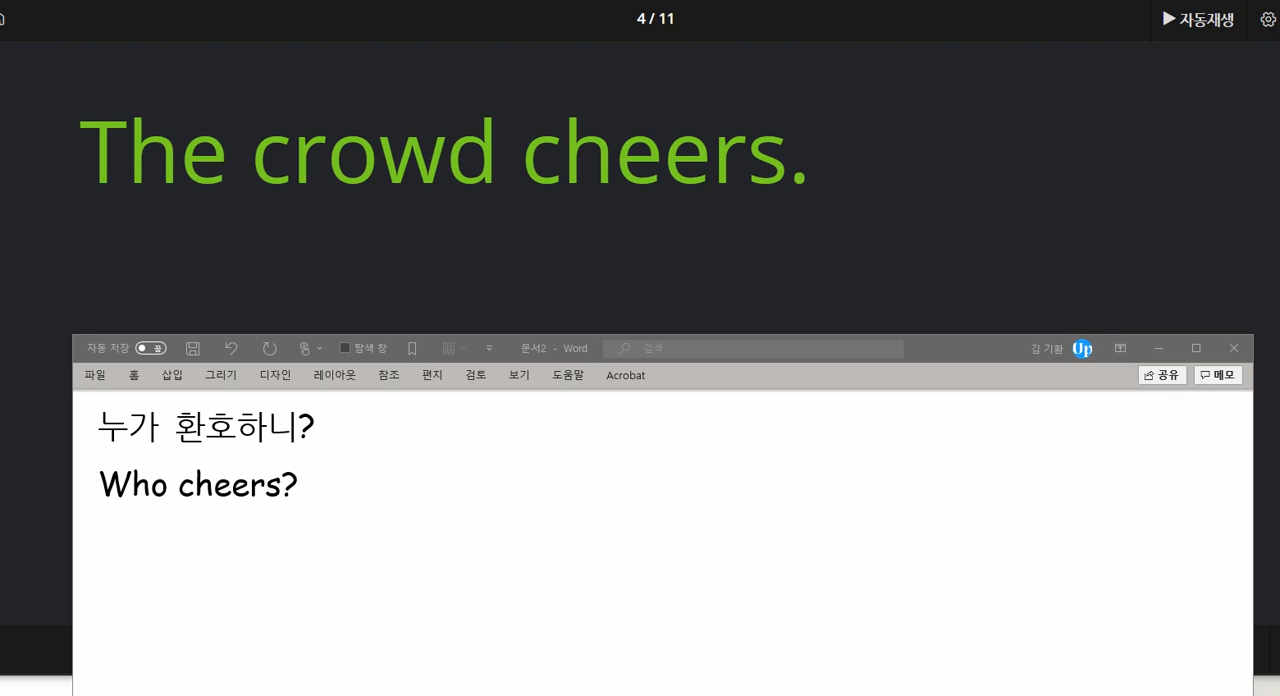 4 / 11
▶ 자동재생
The crowd cheers.
자동 저장 끔 탐색 창 문서2 - Word 검색 김 기환 Up
파일 홈 삽입 그리기 디자인 레이아웃 참조 편지 검토 보기 도움말 Acrobat 공유 메모
누가 환호하니?
Who cheers?